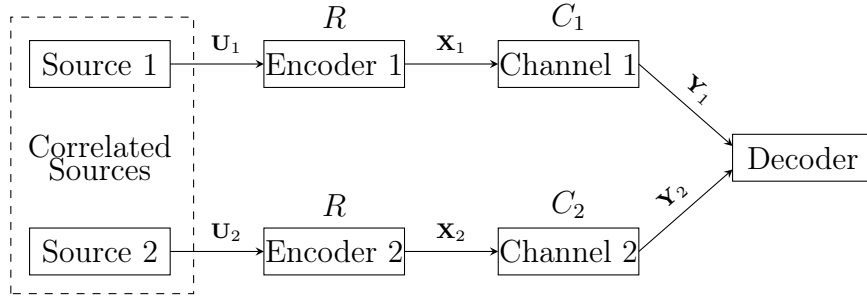 R
C₁
Source 1
U₁
Encoder 1
X₁
Channel 1
Y₁
Correlated
Sources
Decoder
R
C₂
Y₂
Source 2
U₂
Encoder 2
X₂
Channel 2